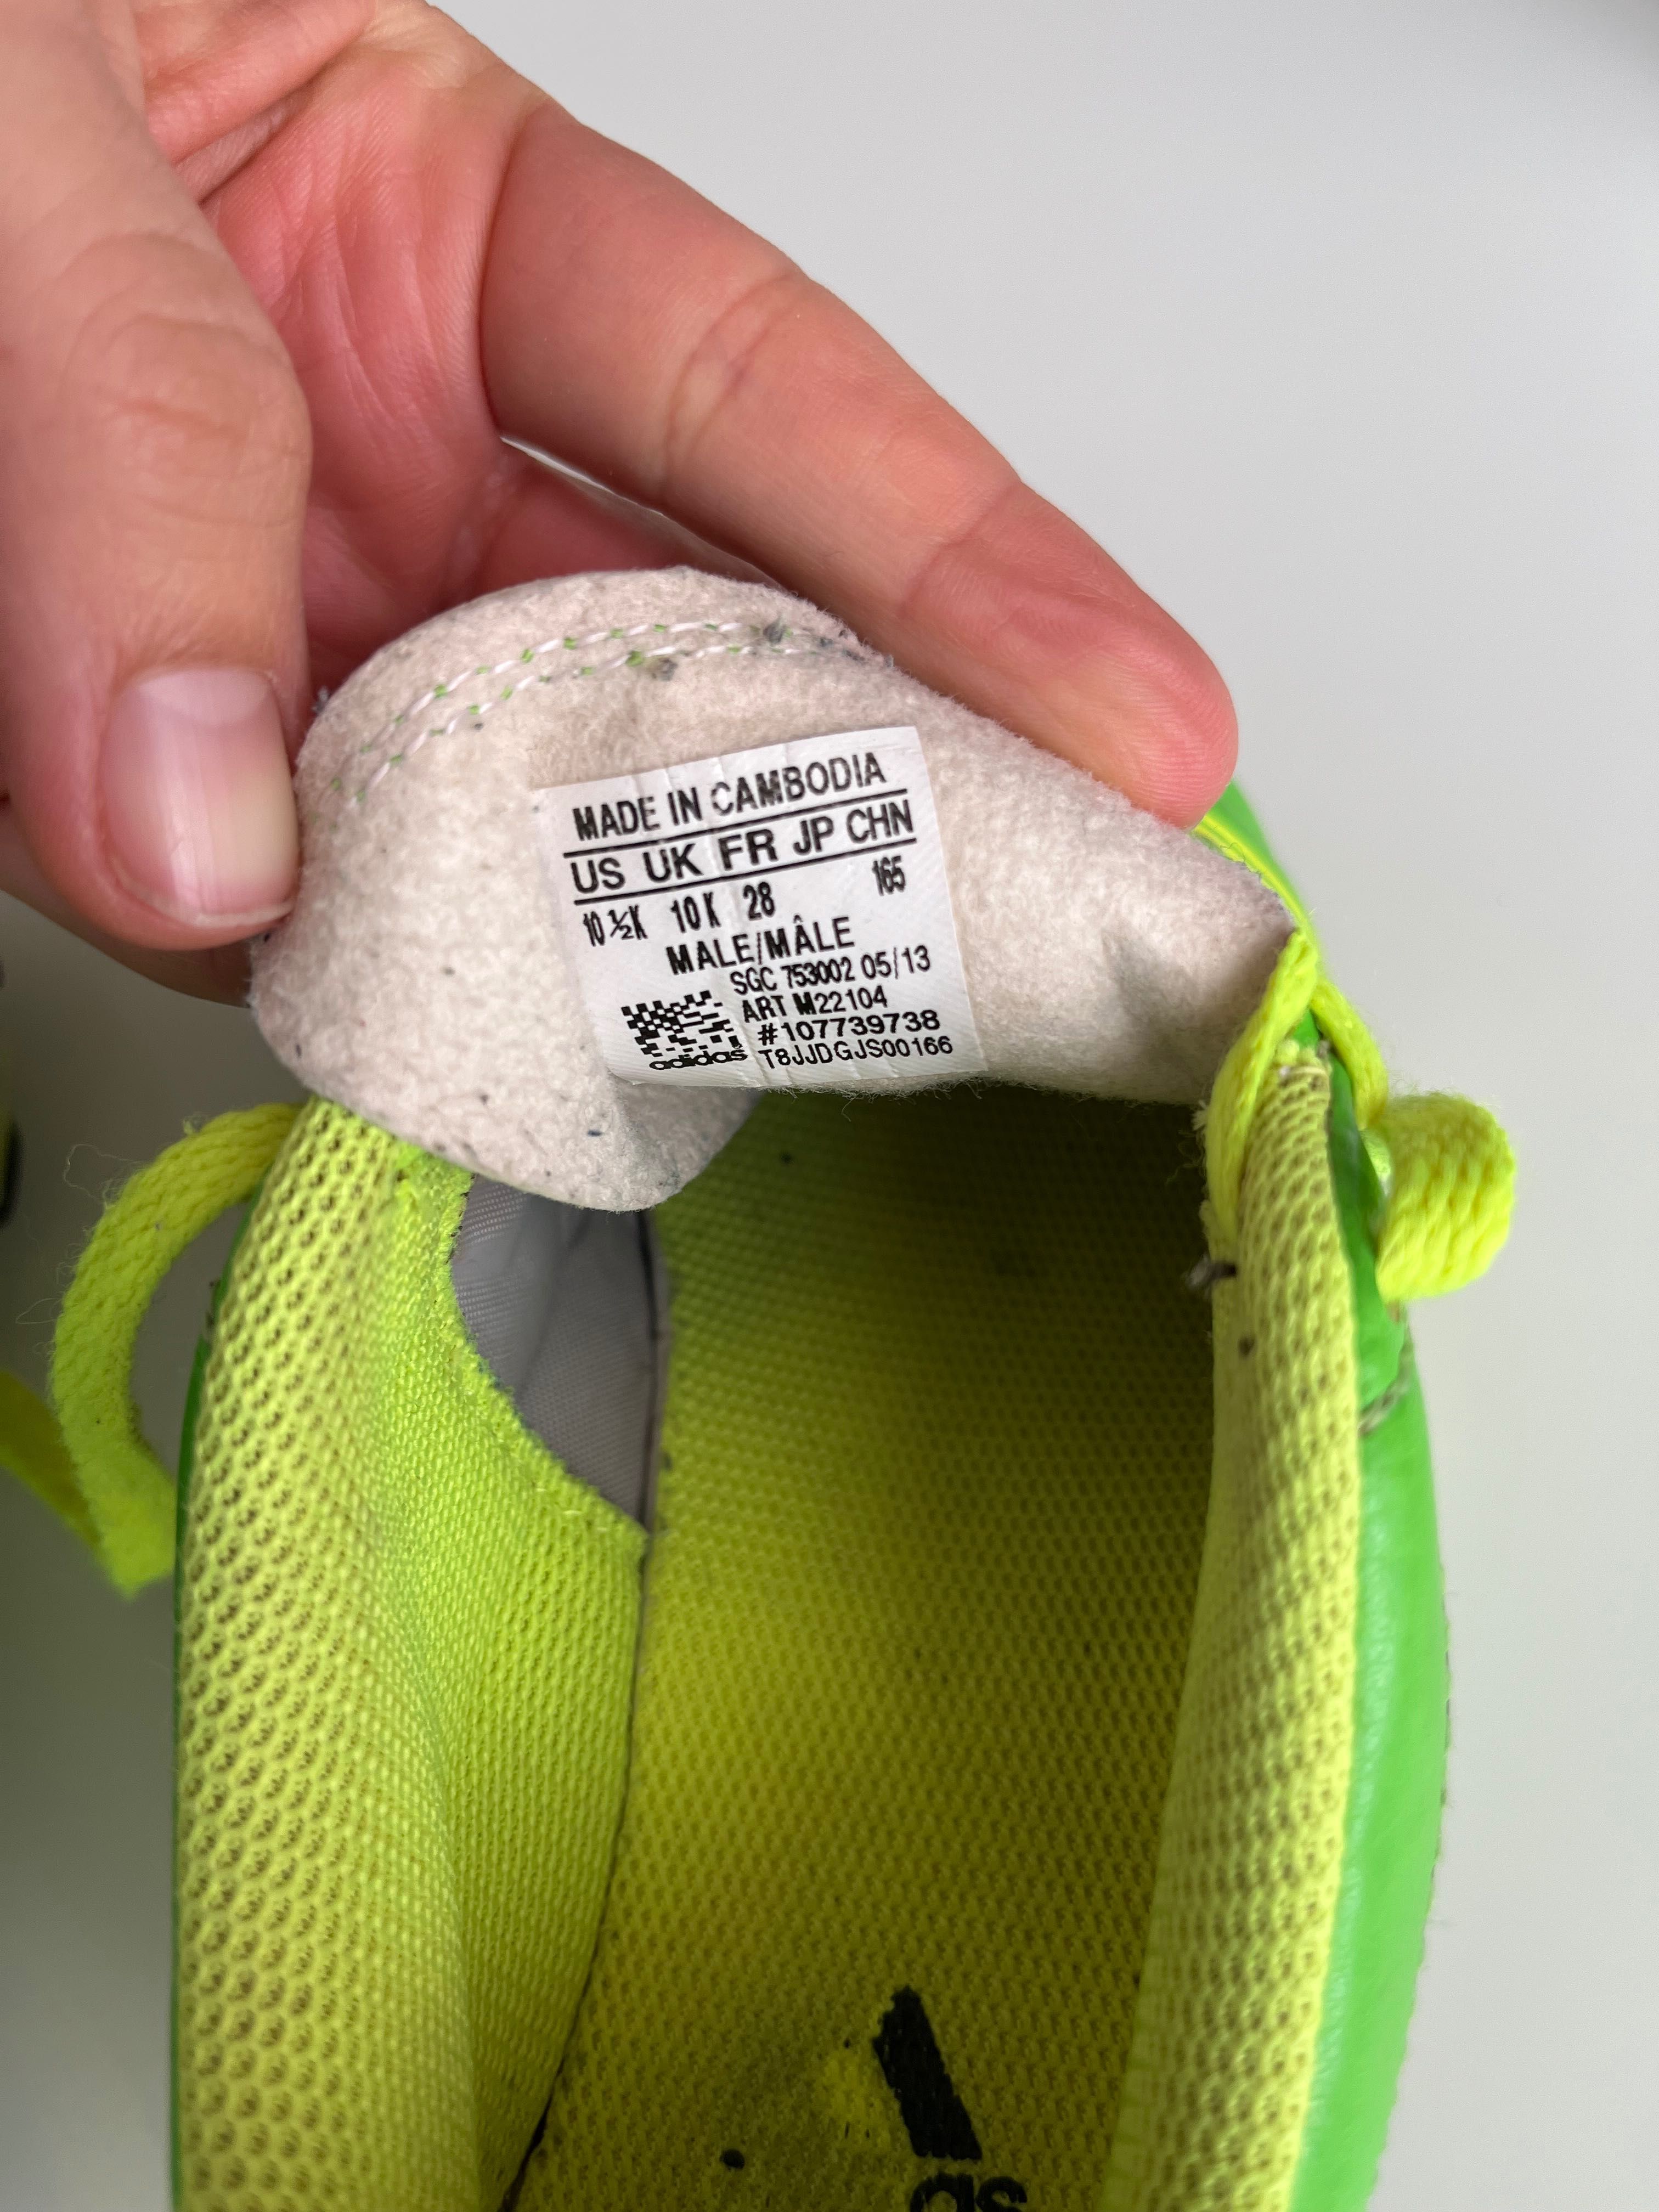 MADE IN CAMBODIA
US UK FR JP CHN
10 ½K 10K 28 165
MALE/MÂLE
SGC 753002 05/13
ART M22104
#107739738
adidas T8JJDGJS00166
as